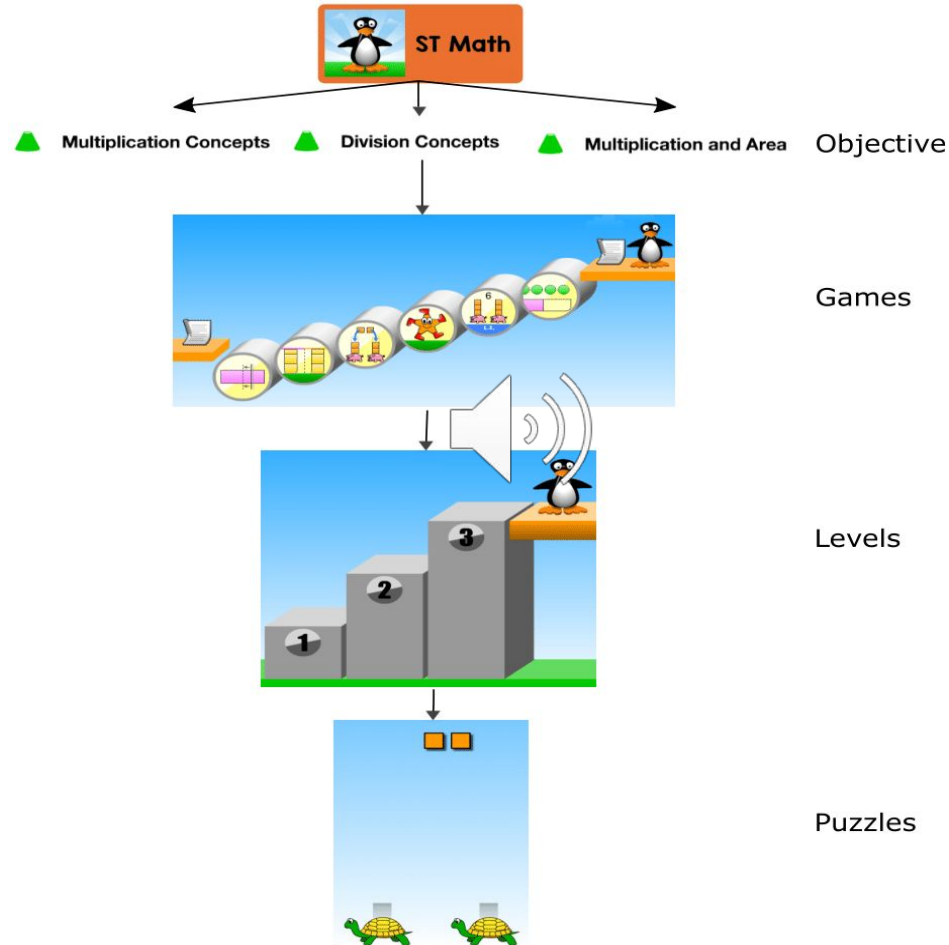 ST Math
Multiplication Concepts
Division Concepts
Multiplication and Area
Objective
Games
6
Levels
3
2
1
Puzzles